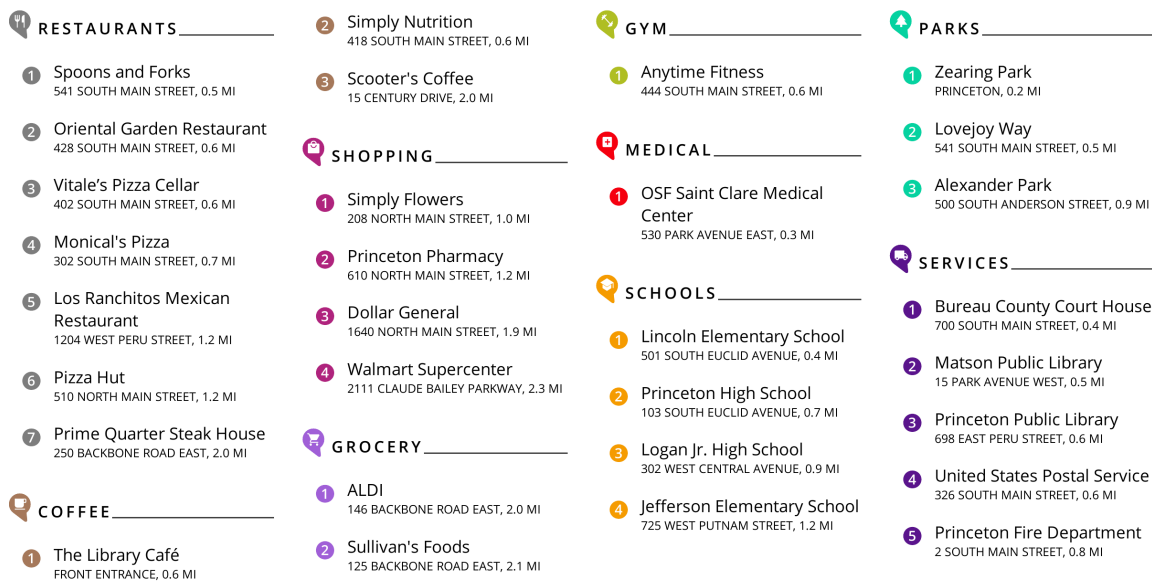 RESTAURANTS
1 Spoons and Forks
541 SOUTH MAIN STREET, 0.5 MI
2 Oriental Garden Restaurant
428 SOUTH MAIN STREET, 0.6 MI
3 Vitale’s Pizza Cellar
402 SOUTH MAIN STREET, 0.6 MI
4 Monical's Pizza
302 SOUTH MAIN STREET, 0.7 MI
5 Los Ranchitos Mexican
Restaurant
1204 WEST PERU STREET, 1.2 MI
6 Pizza Hut
510 NORTH MAIN STREET, 1.2 MI
7 Prime Quarter Steak House
250 BACKBONE ROAD EAST, 2.0 MI
COFFEE
1 The Library Café
FRONT ENTRANCE, 0.6 MI
2 Simply Nutrition
418 SOUTH MAIN STREET, 0.6 MI
3 Scooter's Coffee
15 CENTURY DRIVE, 2.0 MI
SHOPPING
1 Simply Flowers
208 NORTH MAIN STREET, 1.0 MI
2 Princeton Pharmacy
610 NORTH MAIN STREET, 1.2 MI
3 Dollar General
1640 NORTH MAIN STREET, 1.9 MI
4 Walmart Supercenter
2111 CLAUDE BAILEY PARKWAY, 2.3 MI
GROCERY
1 ALDI
146 BACKBONE ROAD EAST, 2.0 MI
2 Sullivan's Foods
125 BACKBONE ROAD EAST, 2.1 MI
GYM
1 Anytime Fitness
444 SOUTH MAIN STREET, 0.6 MI
MEDICAL
1 OSF Saint Clare Medical
Center
530 PARK AVENUE EAST, 0.3 MI
SCHOOLS
1 Lincoln Elementary School
501 SOUTH EUCLID AVENUE, 0.4 MI
2 Princeton High School
103 SOUTH EUCLID AVENUE, 0.7 MI
3 Logan Jr. High School
302 WEST CENTRAL AVENUE, 0.9 MI
4 Jefferson Elementary School
725 WEST PUTNAM STREET, 1.2 MI
PARKS
1 Zearing Park
PRINCETON, 0.2 MI
2 Lovejoy Way
541 SOUTH MAIN STREET, 0.5 MI
3 Alexander Park
500 SOUTH ANDERSON STREET, 0.9 MI
SERVICES
1 Bureau County Court House
700 SOUTH MAIN STREET, 0.4 MI
2 Matson Public Library
15 PARK AVENUE WEST, 0.5 MI
3 Princeton Public Library
698 EAST PERU STREET, 0.6 MI
4 United States Postal Service
326 SOUTH MAIN STREET, 0.6 MI
5 Princeton Fire Department
2 SOUTH MAIN STREET, 0.8 MI